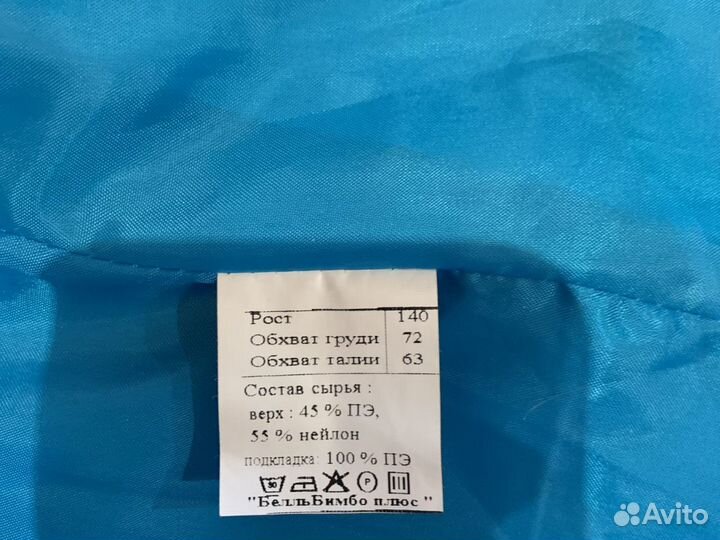 Рост 140
Обхват груди 72
Обхват талии 63
Состав сырья :
верх : 45 % ПЭ,
55 % нейлон
подкладка: 100 % ПЭ
30 P
"БелльБимбо плюс "
Avito